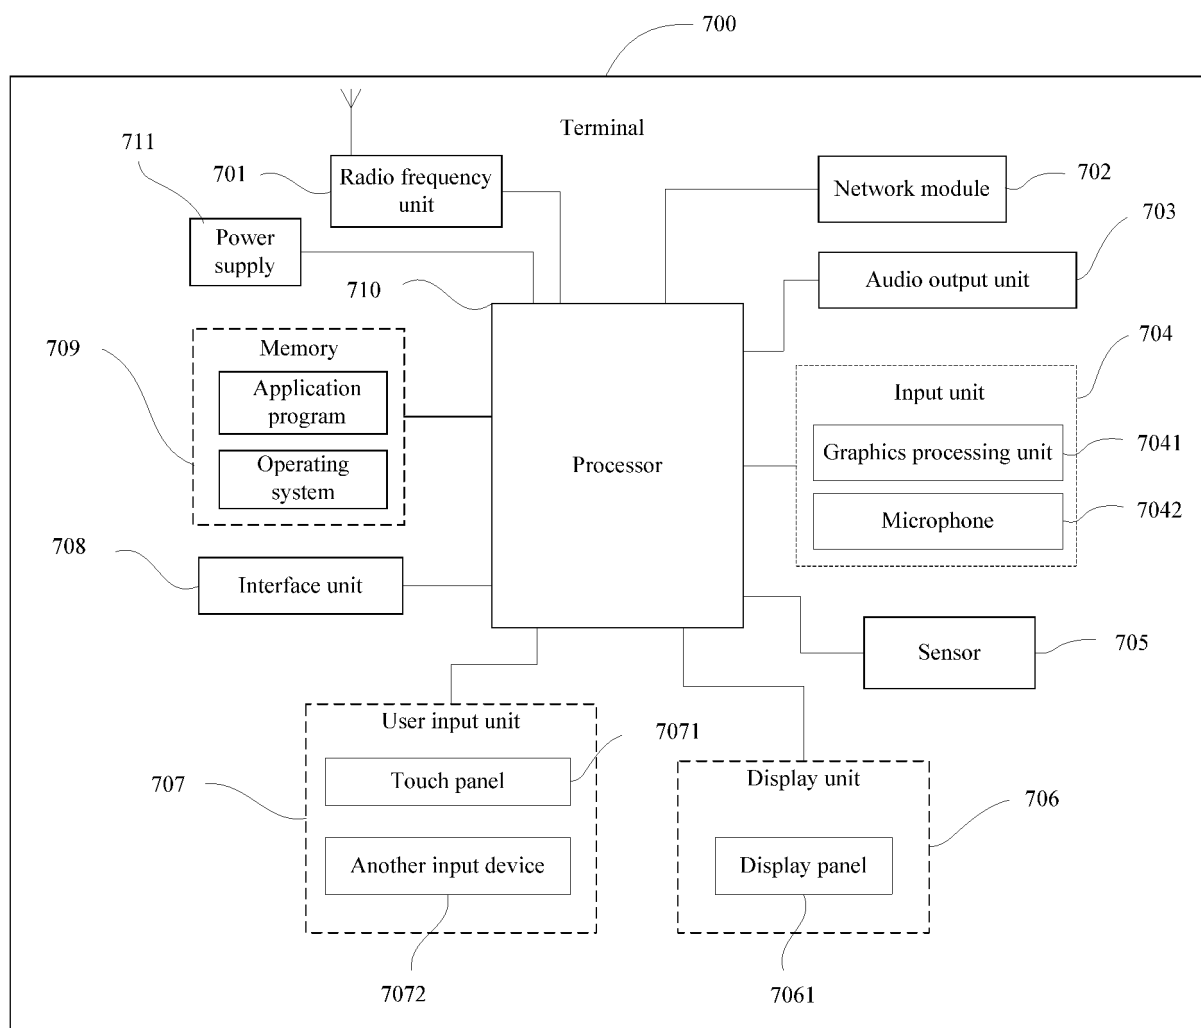 700
Terminal
711
701
Radio frequency
unit
Network module
702
703
Power
supply
Audio output unit
710
709
Memory
Application
program
Operating
system
Processor
704
Input unit
Graphics processing unit
7041
Microphone
7042
708
Interface unit
Sensor
705
User input unit
7071
707
Touch panel
Another input device
7072
Display unit
706
Display panel
7061